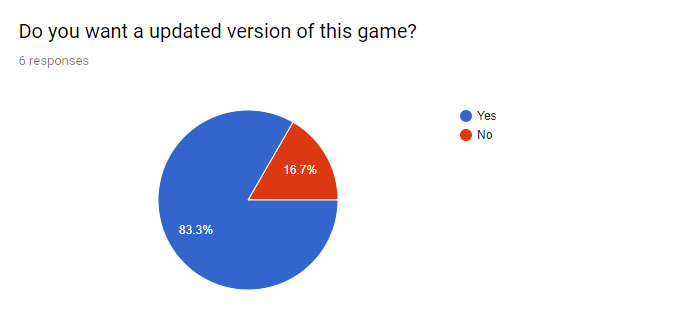 Do you want a updated version of this game?
6 responses
Yes
No
16.7%
83.3%